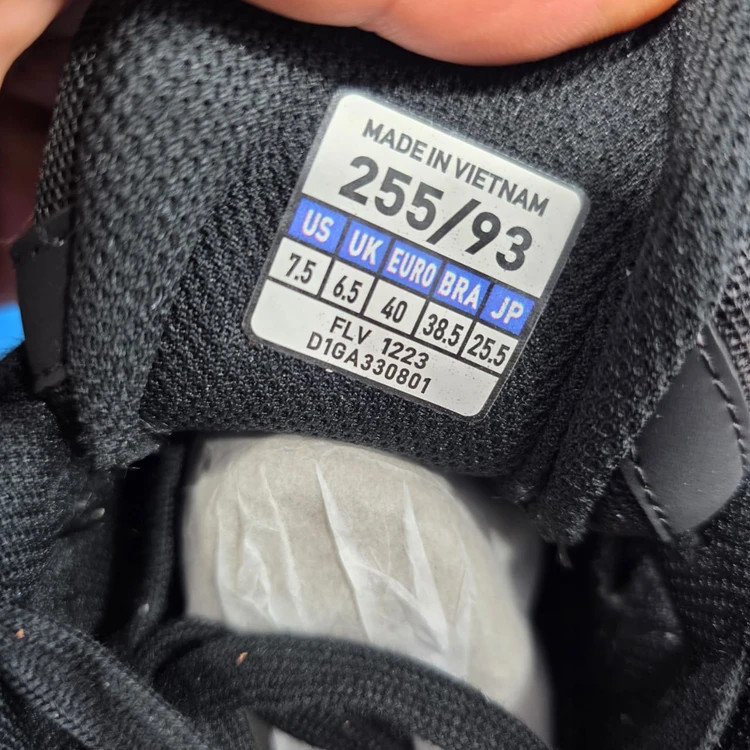 MADE IN VIETNAM
255/93
US UK EURO BRA JP
7.5 6.5 40 38.5 25.5
FLV 1223
D1GA330801